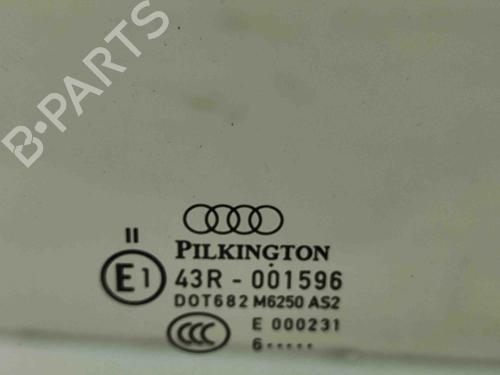 B-PARTS
II
PILKINGTON
E1 43R - 001596
DOT682 M6250 AS2
CCC E 000231
6•••••